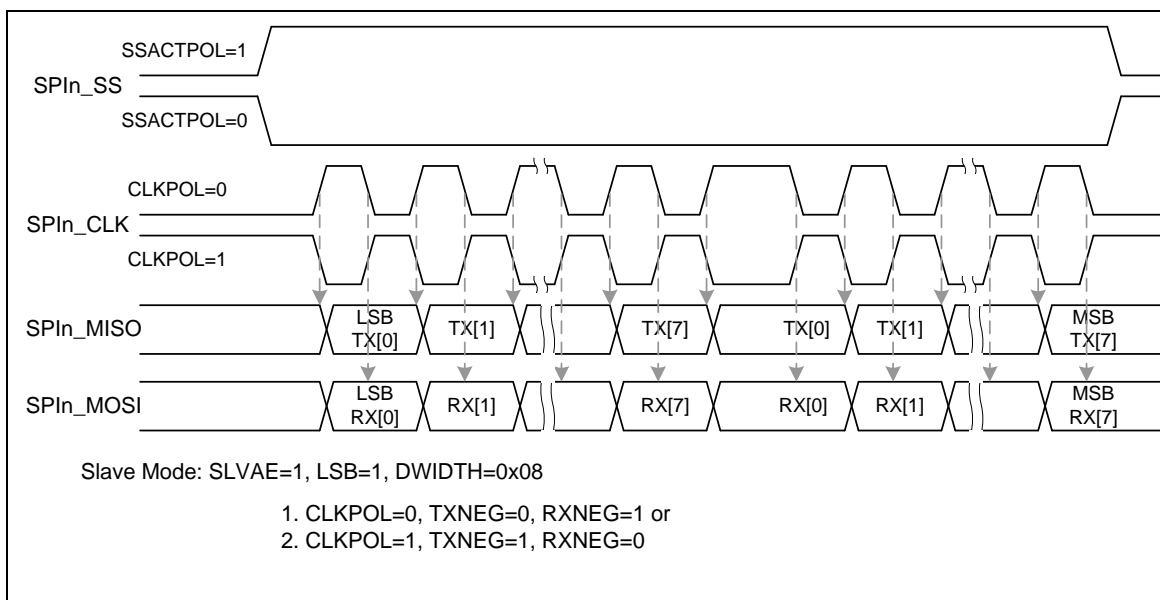 SSACTPOL=1
SPIn_SS
SSACTPOL=0
CLKPOL=0
SPIn_CLK
CLKPOL=1
SPIn_MISO
LSB
TX[0]
TX[1]
TX[7]
TX[0]
TX[1]
MSB
TX[7]
SPIn_MOSI
LSB
RX[0]
RX[1]
RX[7]
RX[0]
RX[1]
MSB
RX[7]
Slave Mode: SLVAE=1, LSB=1, DWIDTH=0x08
1. CLKPOL=0, TXNEG=0, RXNEG=1 or
2. CLKPOL=1, TXNEG=1, RXNEG=0